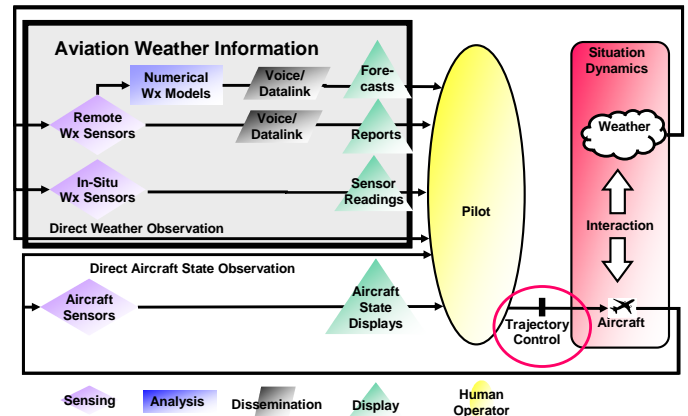 Aviation Weather Information
Numerical
Wx Models
Voice/
Datalink
Fore-
casts
Remote
Wx Sensors
Voice/
Datalink
Reports
In-Situ
Wx Sensors
Sensor
Readings
Direct Weather Observation
Direct Aircraft State Observation
Aircraft
Sensors
Aircraft
State
Displays
Pilot
Trajectory
Control
Situation
Dynamics
Weather
Interaction
Aircraft
Sensing
Analysis
Dissemination
Display
Human
Operator